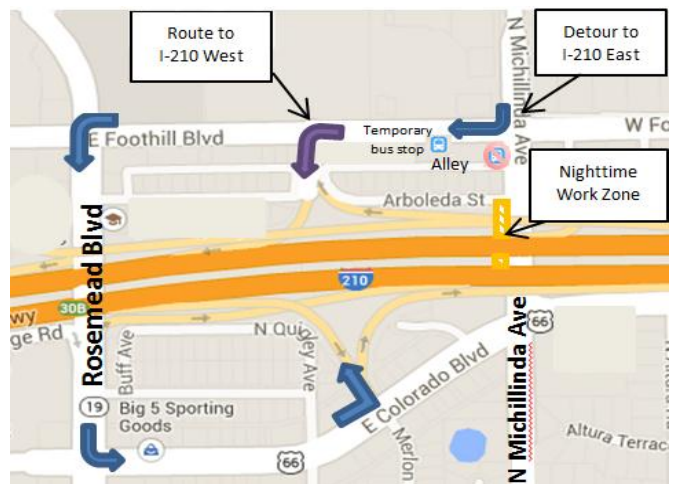 Route to
I-210 West
Detour to
I-210 East
N Michillinda Ave
E Foothill Blvd
Temporary
bus stop
W Fo
Alley
Nighttime
Work Zone
Arboleda St
Rosemead Blvd
210
30B
wy
ge Rd
Buff Ave
N Qui
ley Ave
66
N Michillinda Ave
E Colorado Blvd
19
Big 5 Sporting
Goods
66
Merlon
Altura Terrac